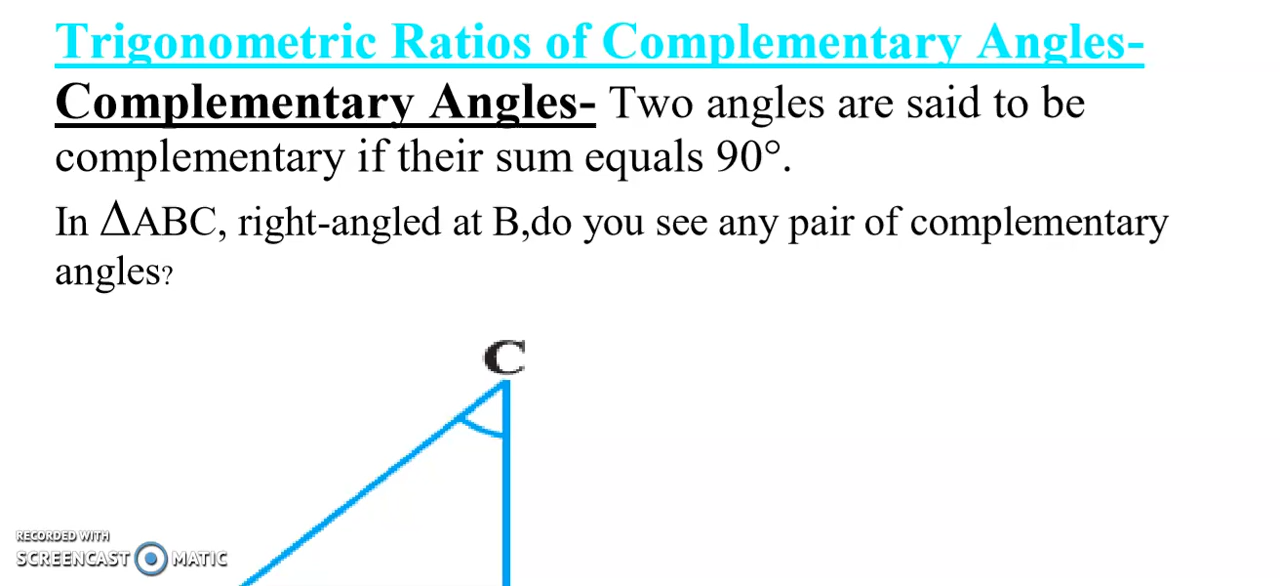 Trigonometric Ratios of Complementary Angles-
Complementary Angles- Two angles are said to be
complementary if their sum equals 90°.
In ΔABC, right-angled at B,do you see any pair of complementary
angles?
C
RECORDED WITH
SCREENCAST MATIC